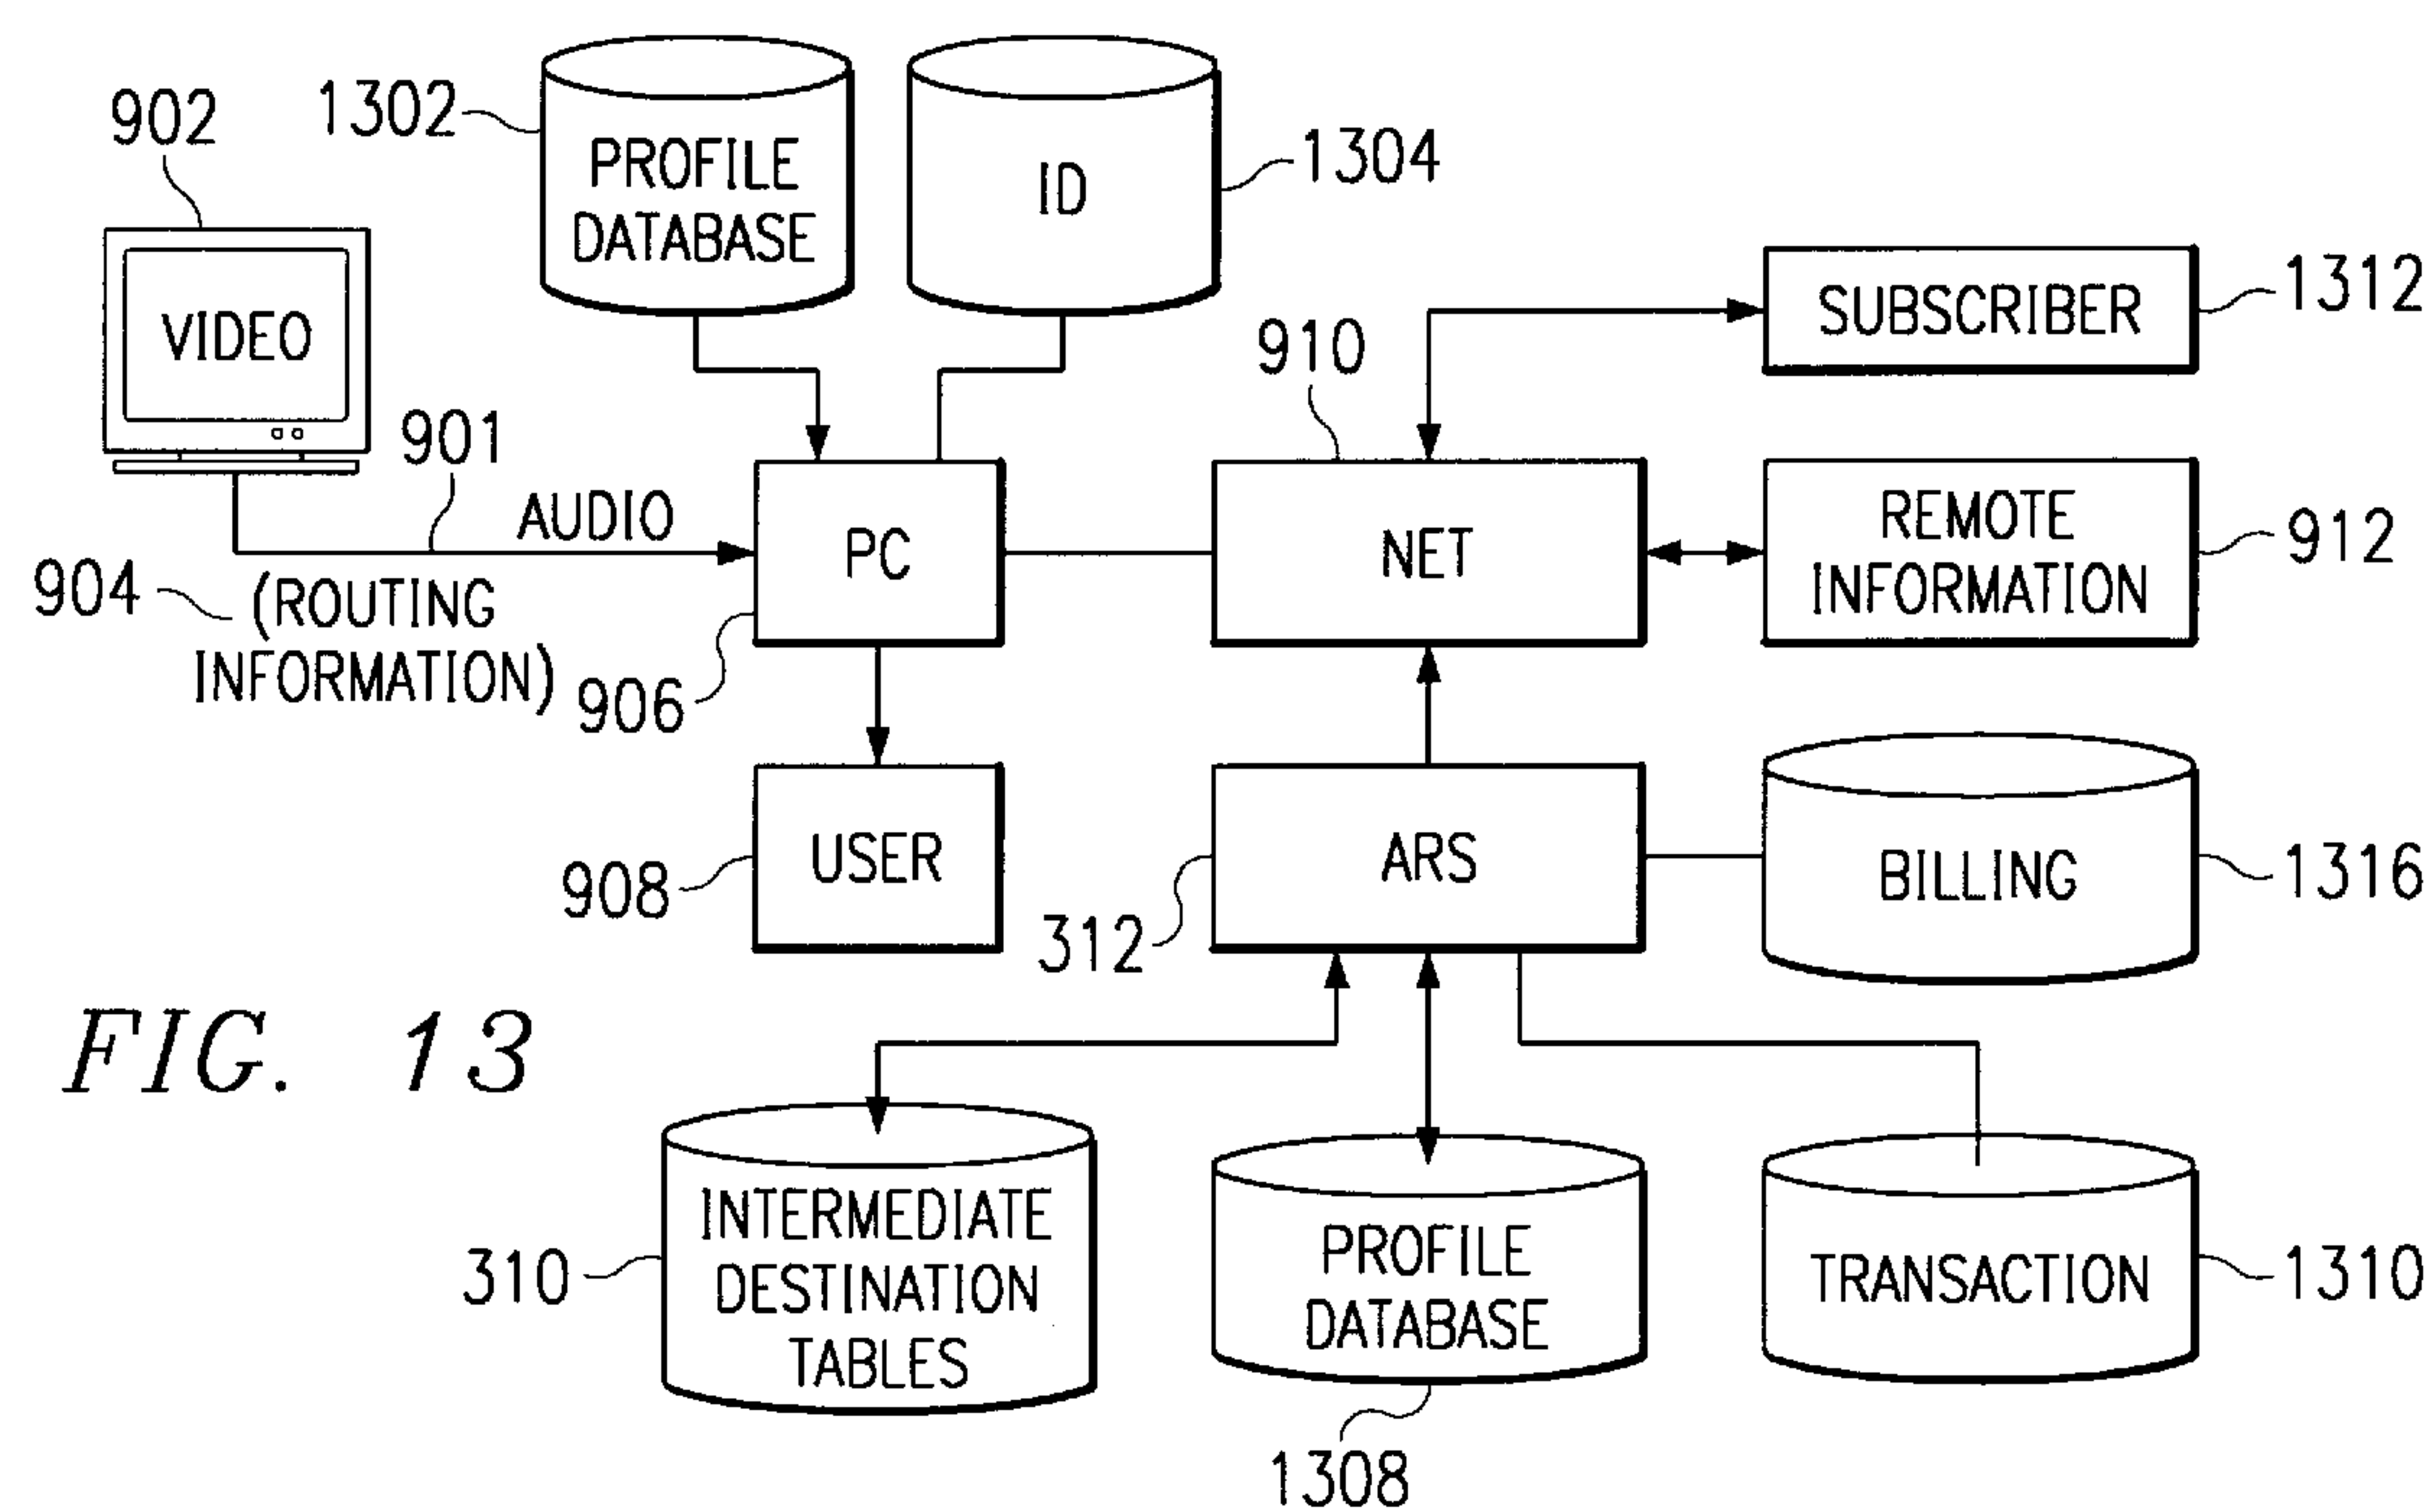 902
1302
PROFILE
DATABASE
ID
1304
VIDEO
901
AUDIO
904
(ROUTING
INFORMATION)
906
PC
910
NET
SUBSCRIBER
1312
REMOTE
INFORMATION
912
USER
908
ARS
312
BILLING
1316
FIG. 13
INTERMEDIATE
DESTINATION
TABLES
310
PROFILE
DATABASE
1308
TRANSACTION
1310